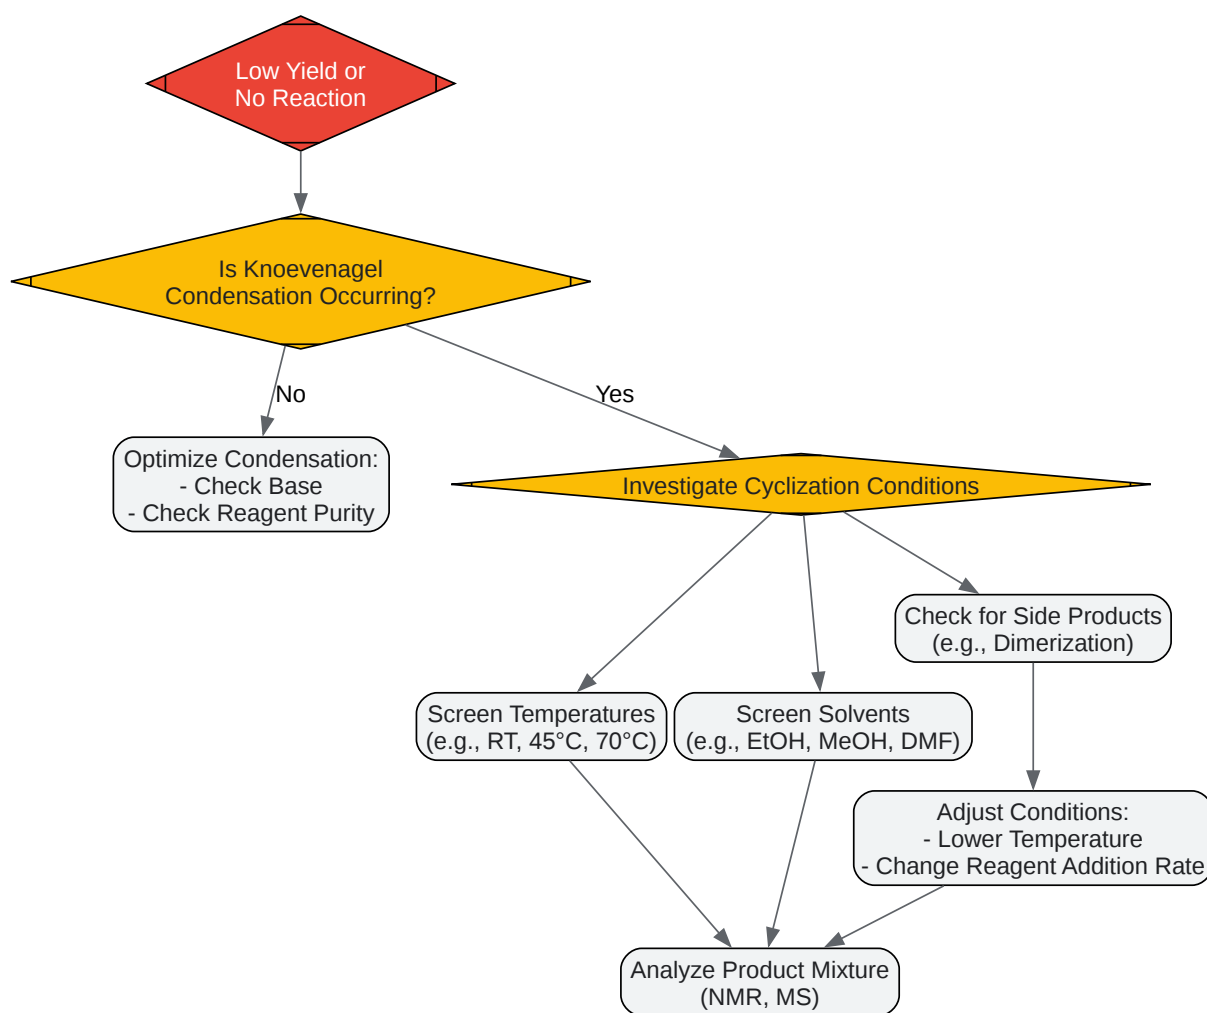 Low Yield or
No Reaction
Is Knoevenagel
Condensation Occurring?
No
Yes
Optimize Condensation:
- Check Base
- Check Reagent Purity
Investigate Cyclization Conditions
Check for Side Products
(e.g., Dimerization)
Screen Temperatures
(e.g., RT, 45°C, 70°C)
Screen Solvents
(e.g., EtOH, MeOH, DMF)
Adjust Conditions:
- Lower Temperature
- Change Reagent Addition Rate
Analyze Product Mixture
(NMR, MS)